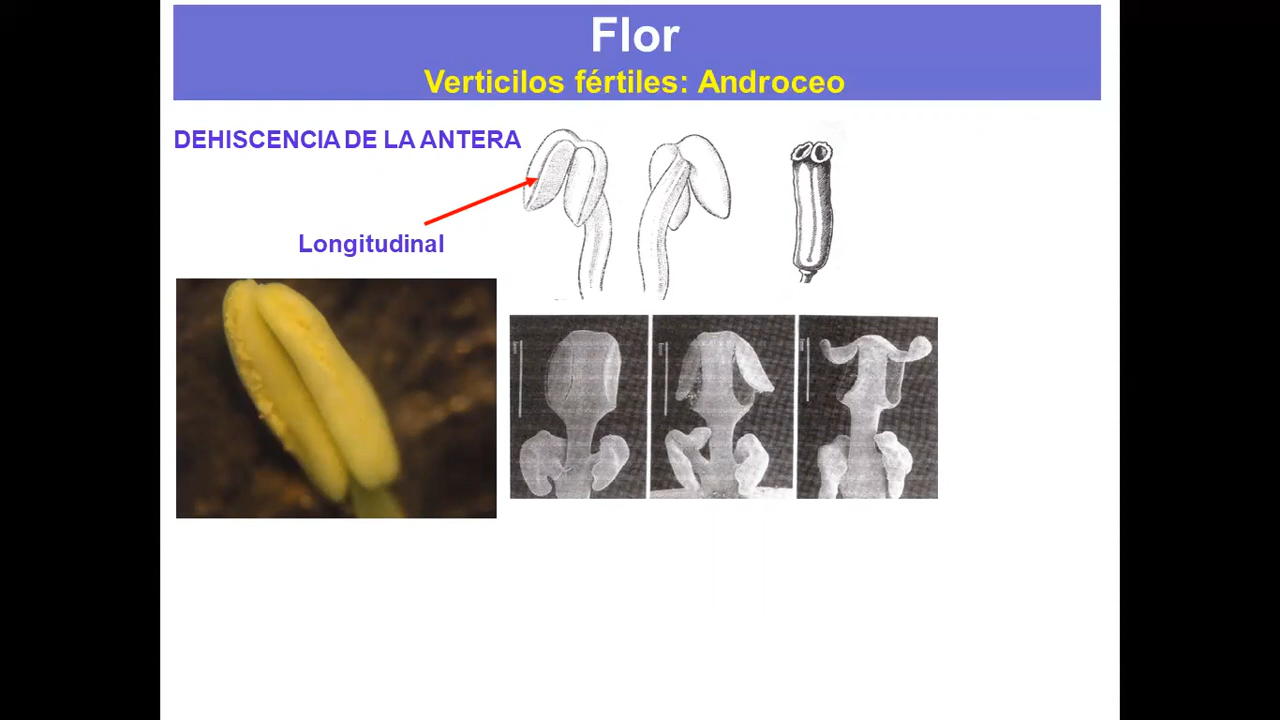 Flor
Verticilos fértiles: Androceo
DEHISCENCIA DE LA ANTERA
Longitudinal